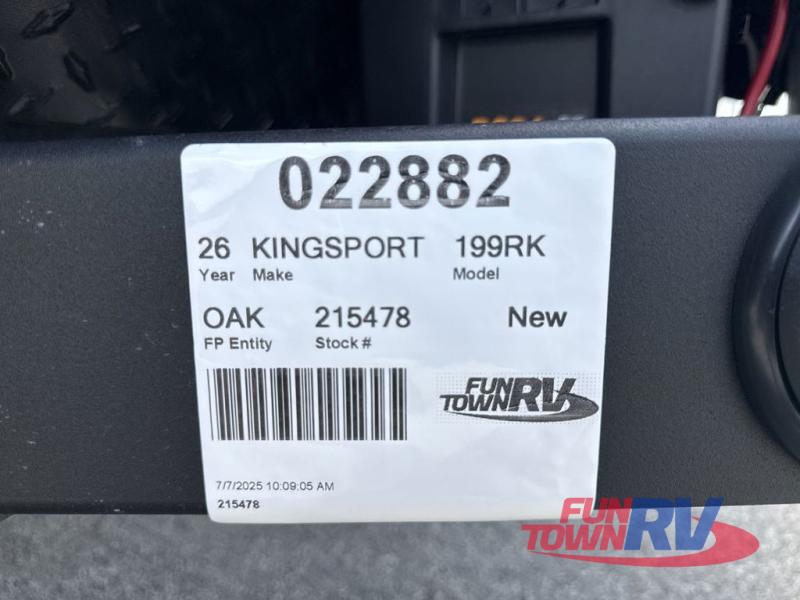 022882
26 KINGSPORT 199RK
Year Make Model
OAK 215478 New
FP Entity Stock #
FUN TOWN RV
7/7/2025 10:09:05 AM
215478
FUN TOWN RV